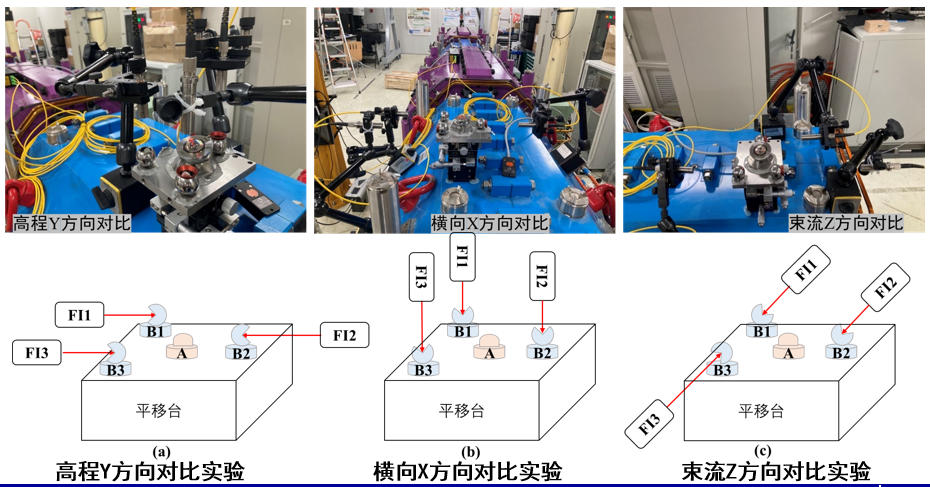 高程Y方向对比
横向X方向对比
束流Z方向对比
FI1
FI2
FI3
B1
A
B2
B3
平移台
(a)
高程Y方向对比实验
FI3
FI1
FI2
B1
A
B2
B3
平移台
(b)
横向X方向对比实验
FI1
FI2
B1
A
B2
B3
FI3
平移台
(c)
束流Z方向对比实验